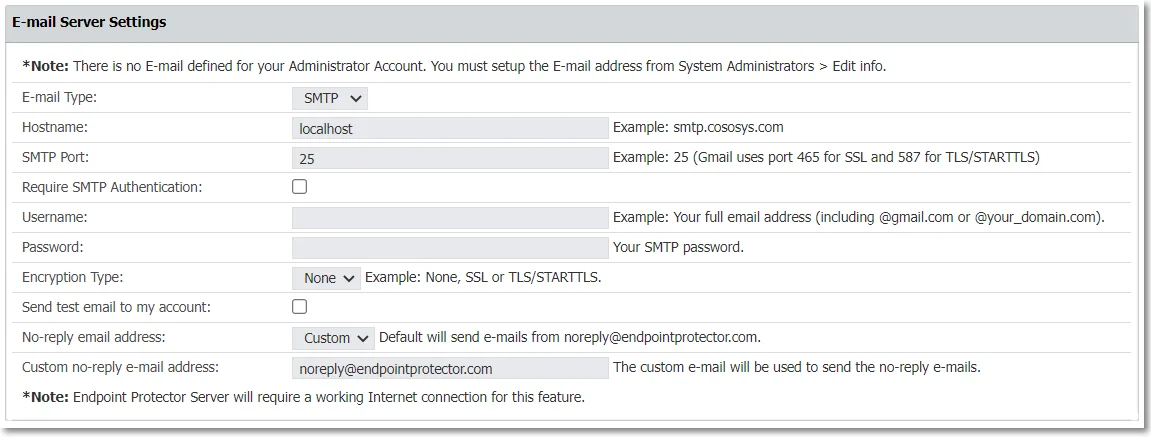 E-mail Server Settings
*Note: There is no E-mail defined for your Administrator Account. You must setup the E-mail address from System Administrators > Edit info.
E-mail Type: SMTP
Hostname: localhost Example: smtp.cososys.com
SMTP Port: 25 Example: 25 (Gmail uses port 465 for SSL and 587 for TLS/STARTTLS)
Require SMTP Authentication:
Username: Example: Your full email address (including @gmail.com or @your_domain.com).
Password: Your SMTP password.
Encryption Type: None Example: None, SSL or TLS/STARTTLS.
Send test email to my account:
No-reply email address: Custom Default will send e-mails from noreply@endpointprotector.com.
Custom no-reply e-mail address: noreply@endpointprotector.com The custom e-mail will be used to send the no-reply e-mails.
*Note: Endpoint Protector Server will require a working Internet connection for this feature.